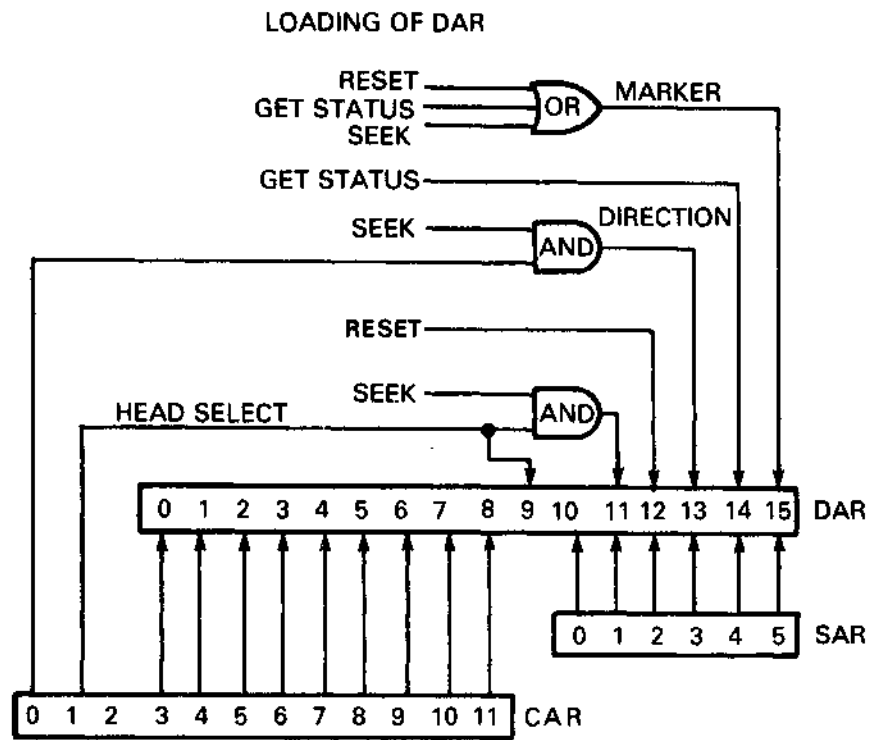 LOADING OF DAR
RESET
GET STATUS
SEEK
OR
MARKER
GET STATUS
SEEK
AND
DIRECTION
RESET
SEEK
AND
HEAD SELECT
0 1 2 3 4 5 6 7 8 9 10 11 12 13 14 15 DAR
0 1 2 3 4 5 SAR
0 1 2 3 4 5 6 7 8 9 10 11 CAR